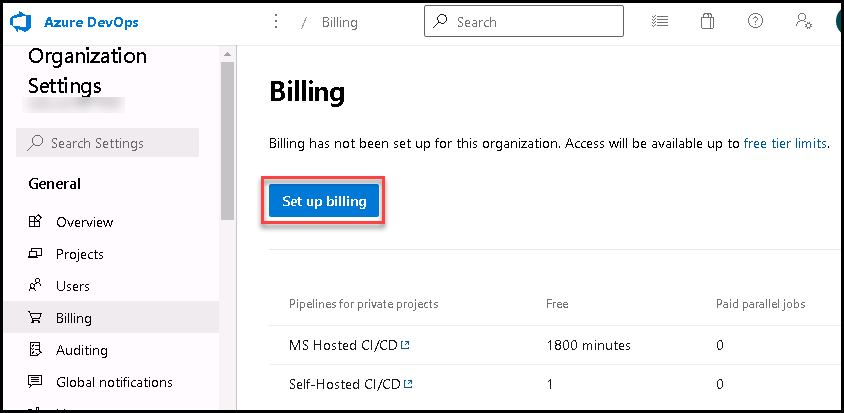 Azure DevOps
/ Billing
Search
Organization
Settings
Search Settings
General
Overview
Projects
Users
Billing
Auditing
Global notifications
Billing
Billing has not been set up for this organization. Access will be available up to free tier limits.
Set up billing
Pipelines for private projects Free Paid parallel jobs
MS Hosted CI/CD 1800 minutes 0
Self-Hosted CI/CD 1 0